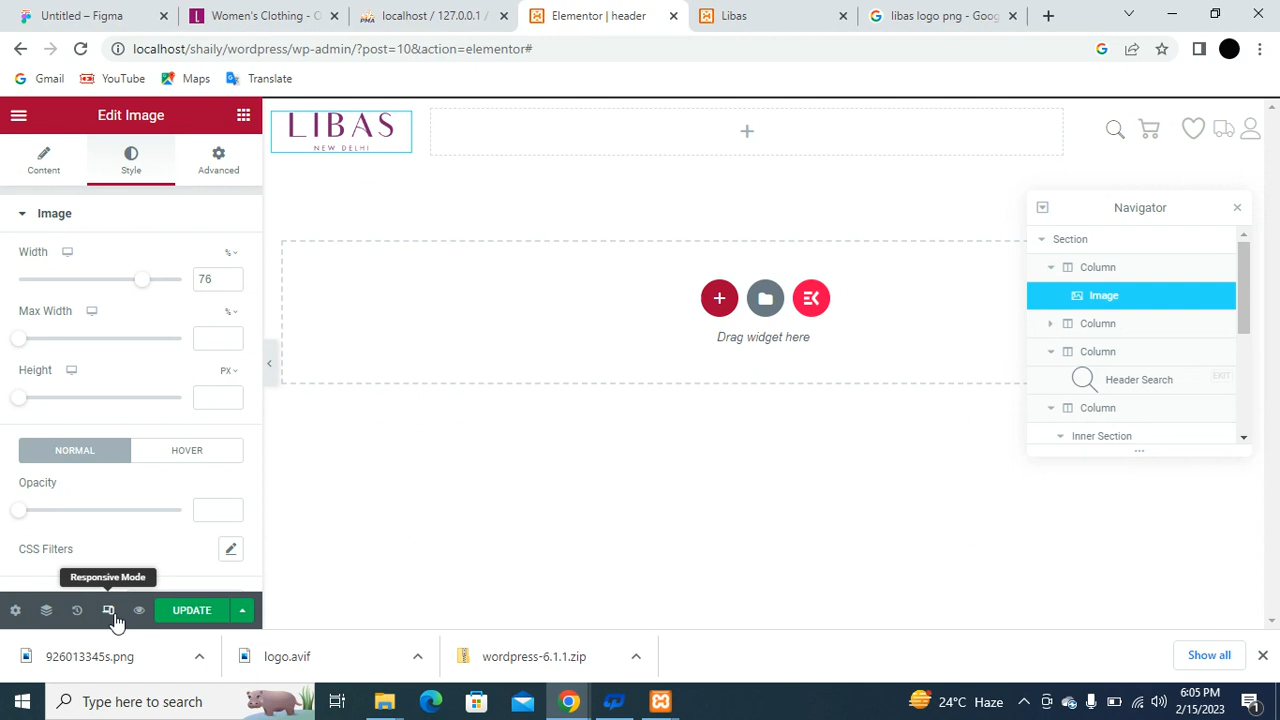 Untitled – Figma
Women's Clothing - O
localhost / 127.0.0.1 /
Elementor | header
Libas
libas logo png - Goog
localhost/shaily/wordpress/wp-admin/?post=10&action=elementor#
Gmail
YouTube
Maps
Translate
Edit Image
LIBAS
NEW DELHI
Content
Style
Advanced
Navigator
Image
Section
Width
%
76
Column
Image
Max Width
%
Column
Drag widget here
Column
Height
PX
Header Search
EXIT
Column
Inner Section
NORMAL
HOVER
Opacity
CSS Filters
Responsive Mode
UPDATE
926013345s.png
logo.avif
wordpress-6.1.1.zip
Show all
Type here to search
24°C Haze
6:05 PM
2/15/2023
1